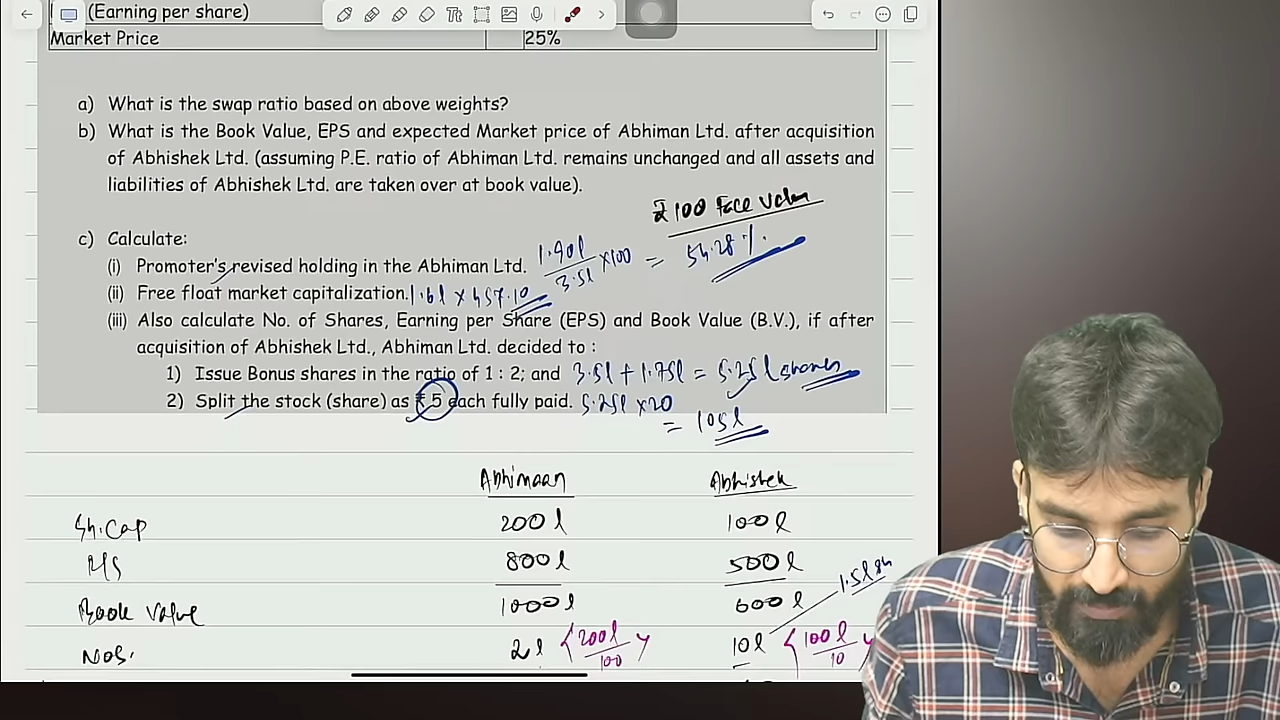 (Earning per share)
Market Price 25%
a) What is the swap ratio based on above weights?
b) What is the Book Value, EPS and expected Market price of Abhiman Ltd. after acquisition
of Abhishek Ltd. (assuming P.E. ratio of Abhiman Ltd. remains unchanged and all assets and
liabilities of Abhishek Ltd. are taken over at book value).
₹100 Face Value
c) Calculate:
(i) Promoter's revised holding in the Abhiman Ltd. 1.90l/3.5l ×100 = 54.28%.
(ii) Free float market capitalization. 1.6l × 457.10
(iii) Also calculate No. of Shares, Earning per Share (EPS) and Book Value (B.V.), if after
acquisition of Abhishek Ltd., Abhiman Ltd. decided to :
1) Issue Bonus shares in the ratio of 1 : 2; and 3.5l + 1.75l = 5.25l shares
2) Split the stock (share) as ₹ 5 each fully paid. 5.25l ×20
= 105l
Abhimaan Abhishek
Sh. Cap 200l 100l
R/S 800l 500l
1.5l sh
Book Value 1000l 600l
Nos. 2l {200l/100} 10l {100l/10}